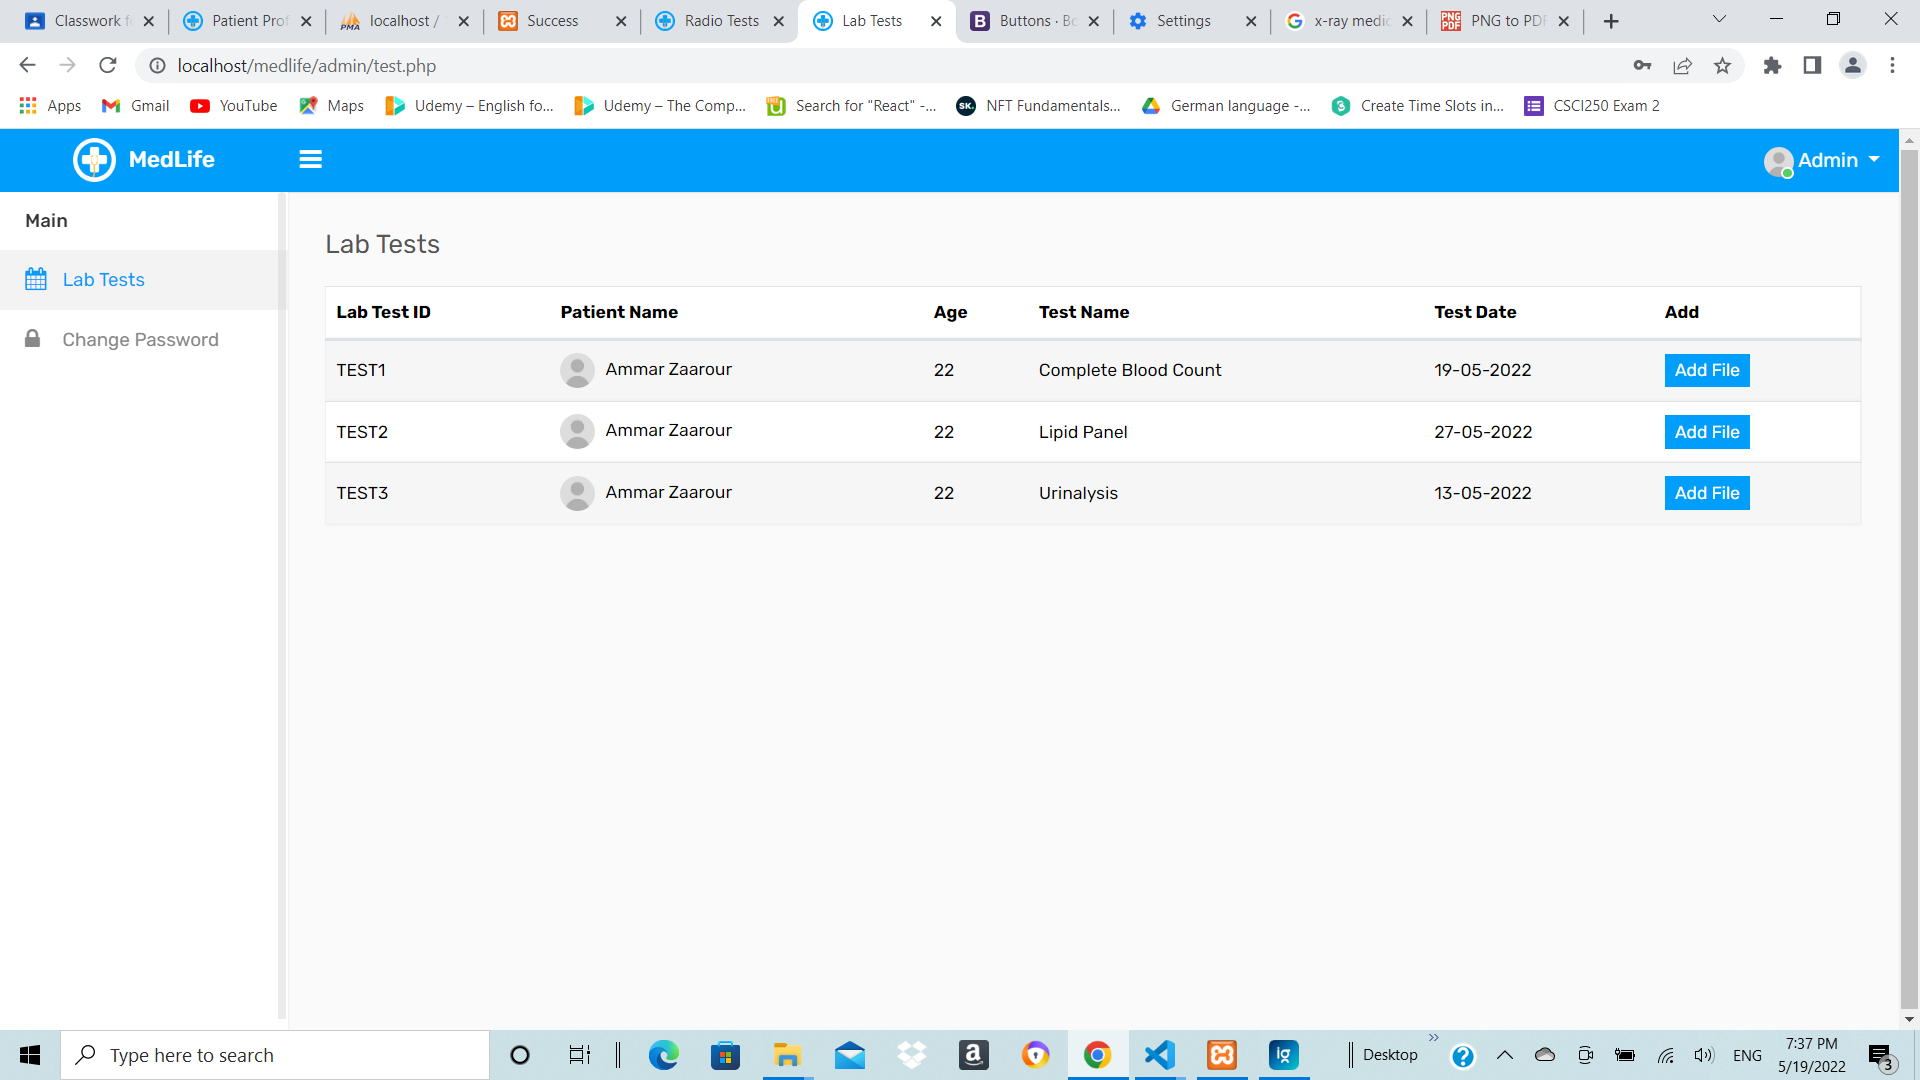 Classwork f
Patient Prof
localhost /
Success
Radio Tests
Lab Tests
Buttons · Bo
Settings
x-ray medic
PNG to PDF
localhost/medlife/admin/test.php
Apps
Gmail
YouTube
Maps
Udemy – English fo...
Udemy – The Comp...
Search for "React" -...
NFT Fundamentals...
German language -...
Create Time Slots in...
CSCI250 Exam 2
MedLife
Admin
Main
Lab Tests
Change Password
Lab Tests
Lab Test ID Patient Name Age Test Name Test Date Add
TEST1 Ammar Zaarour 22 Complete Blood Count 19-05-2022 Add File
TEST2 Ammar Zaarour 22 Lipid Panel 27-05-2022 Add File
TEST3 Ammar Zaarour 22 Urinalysis 13-05-2022 Add File
Type here to search
Desktop
ENG
7:37 PM
5/19/2022
3